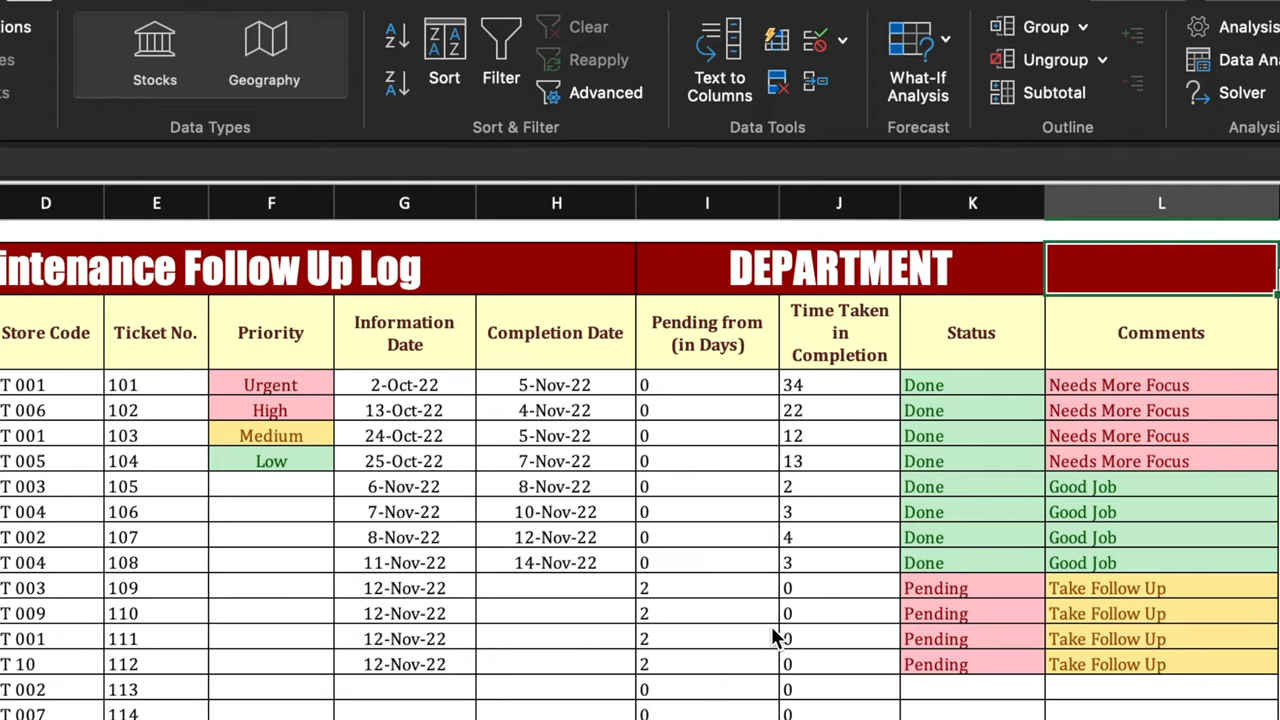 tions
Clear
Analysis
Group
es
Reapply
Ungroup
Data Ana
ks
Stocks
Geography
Sort
Filter
Advanced
Text to
Columns
What-If
Analysis
Subtotal
Solver
Data Types
Sort & Filter
Data Tools
Forecast
Outline
Analysis
D E F G H I J K L
intenance Follow Up Log DEPARTMENT
Store Code Ticket No. Priority Information Date Completion Date Pending from (in Days) Time Taken in Completion Status Comments
T 001 101 Urgent 2-Oct-22 5-Nov-22 0 34 Done Needs More Focus
T 006 102 High 13-Oct-22 4-Nov-22 0 22 Done Needs More Focus
T 001 103 Medium 24-Oct-22 5-Nov-22 0 12 Done Needs More Focus
T 005 104 Low 25-Oct-22 7-Nov-22 0 13 Done Needs More Focus
T 003 105 6-Nov-22 8-Nov-22 0 2 Done Good Job
T 004 106 7-Nov-22 10-Nov-22 0 3 Done Good Job
T 002 107 8-Nov-22 12-Nov-22 0 4 Done Good Job
T 004 108 11-Nov-22 14-Nov-22 0 3 Done Good Job
T 003 109 12-Nov-22 2 0 Pending Take Follow Up
T 009 110 12-Nov-22 2 0 Pending Take Follow Up
T 001 111 12-Nov-22 2 0 Pending Take Follow Up
T 10 112 12-Nov-22 2 0 Pending Take Follow Up
T 002 113 0 0
T 007 114 0 0